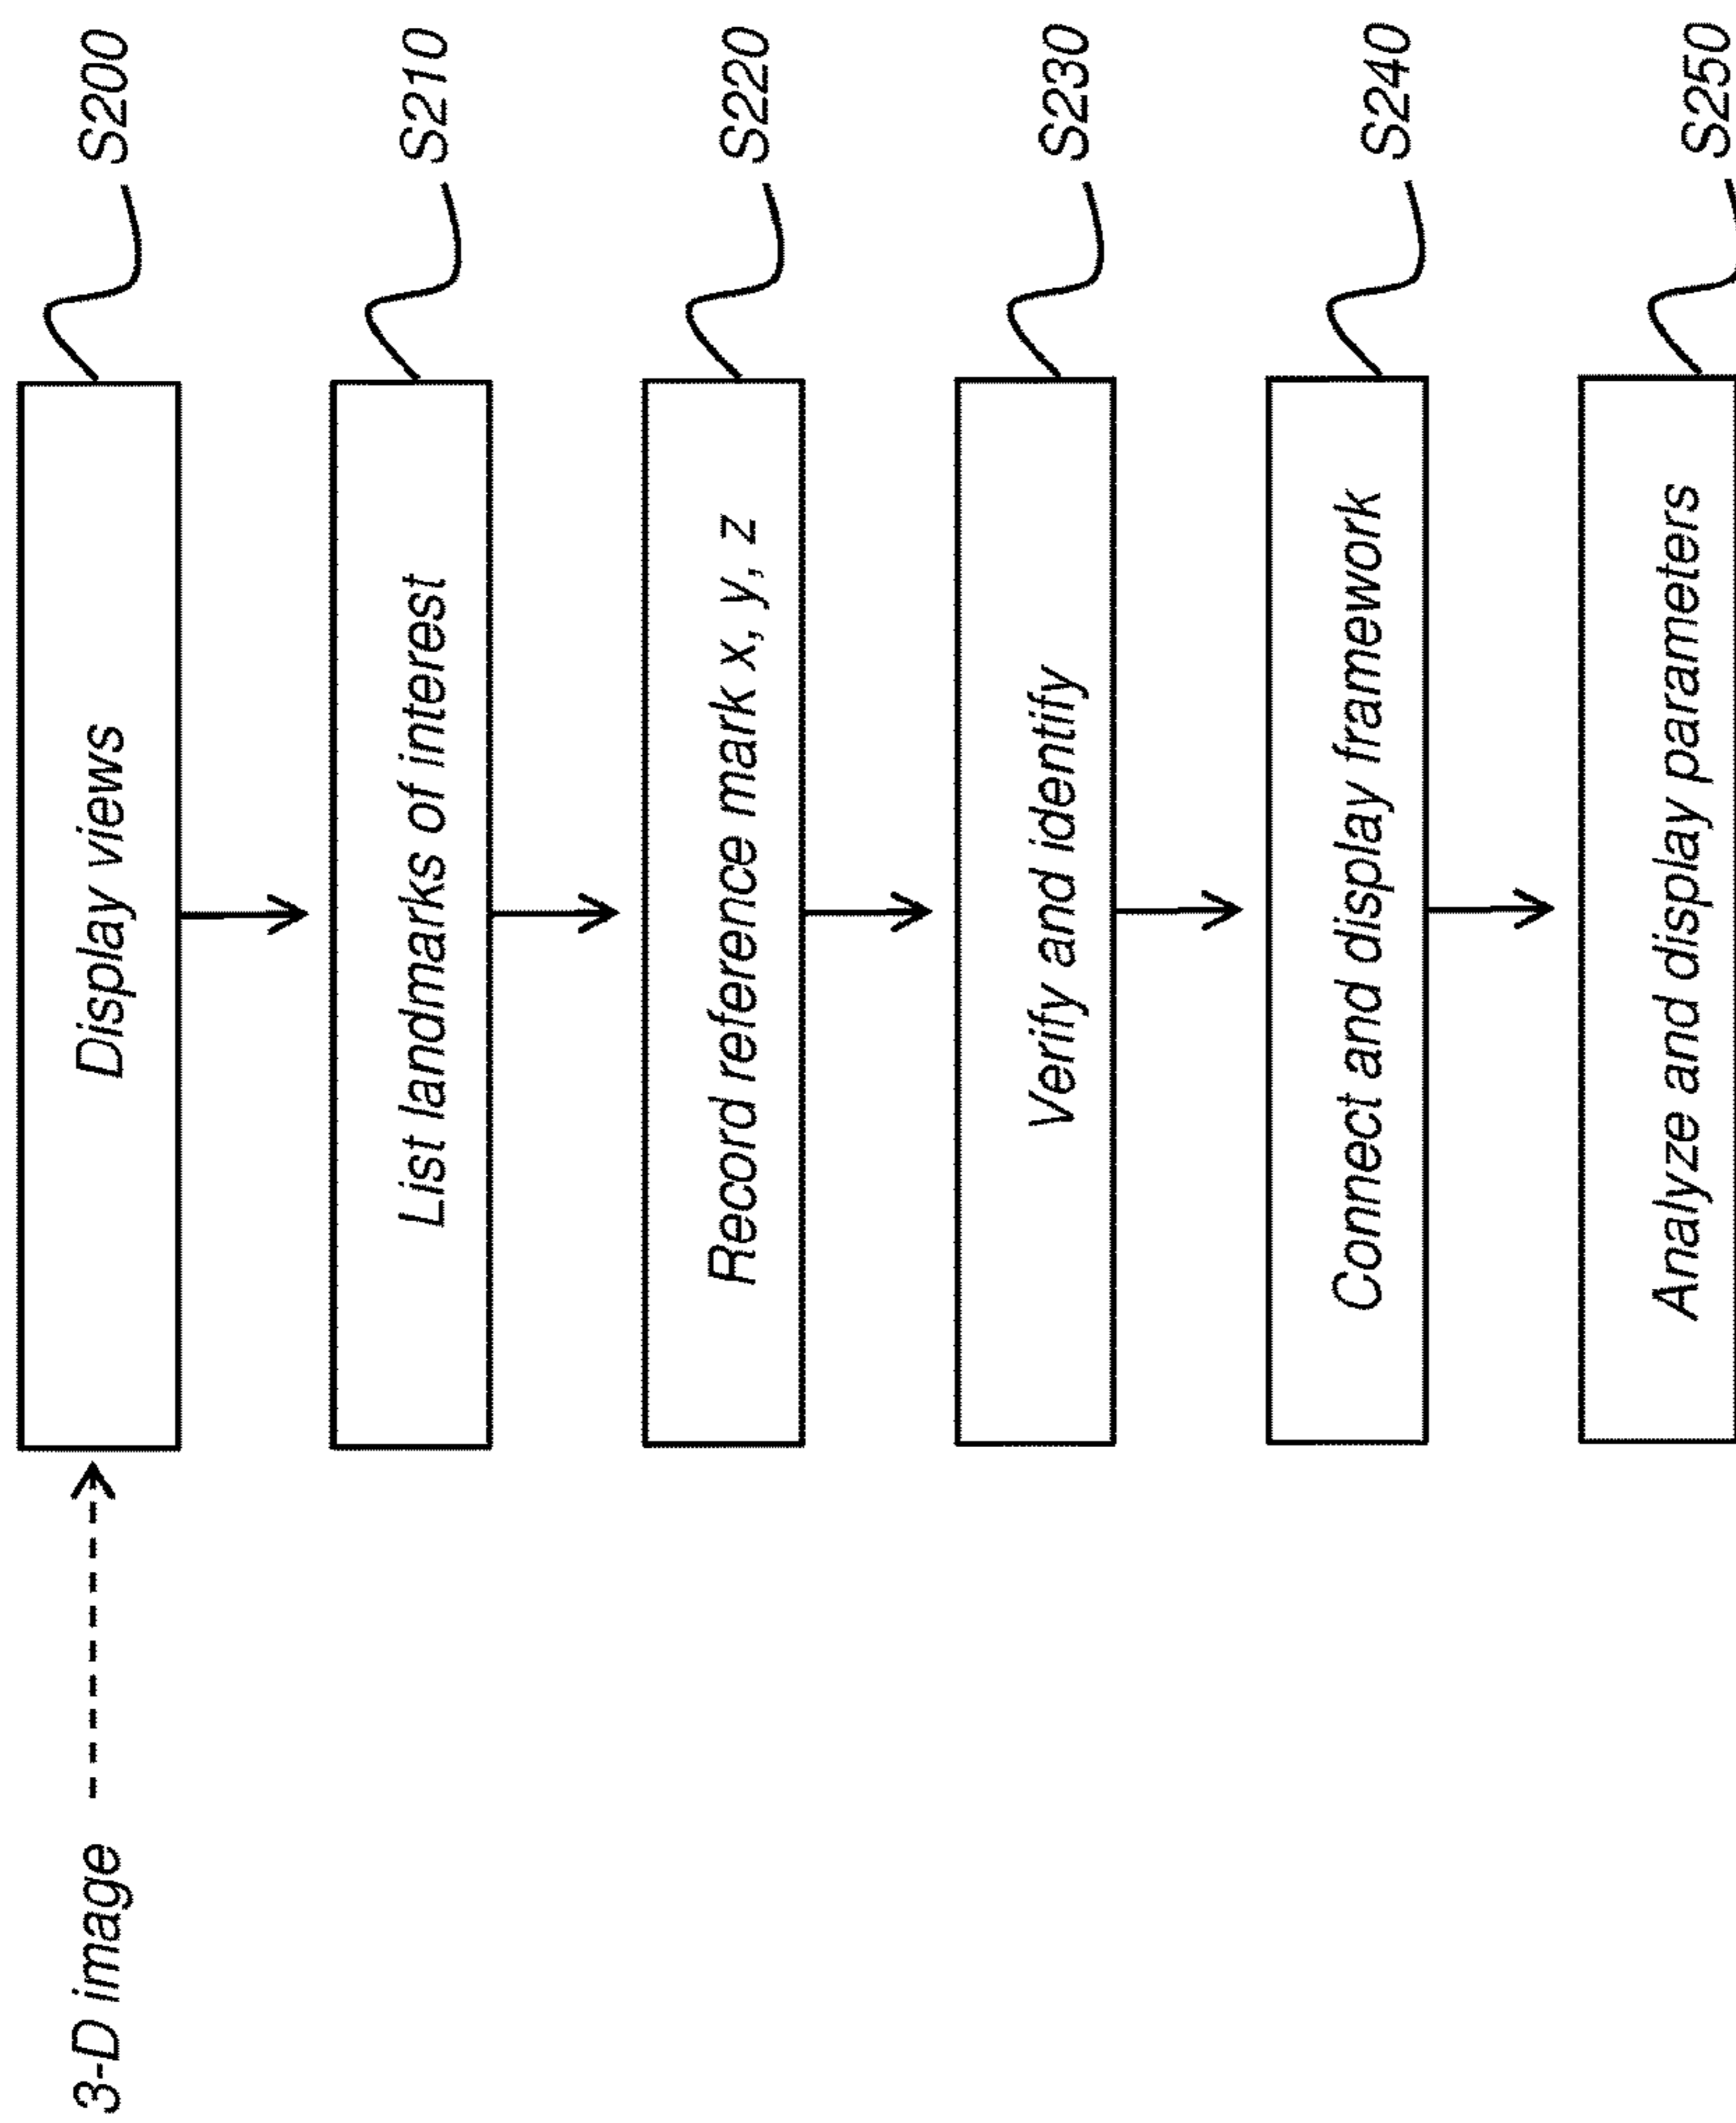 3-D image
Display views
S200
List landmarks of interest
S210
Record reference mark x, y, z
S220
Verify and identify
S230
Connect and display framework
S240
Analyze and display parameters
S250